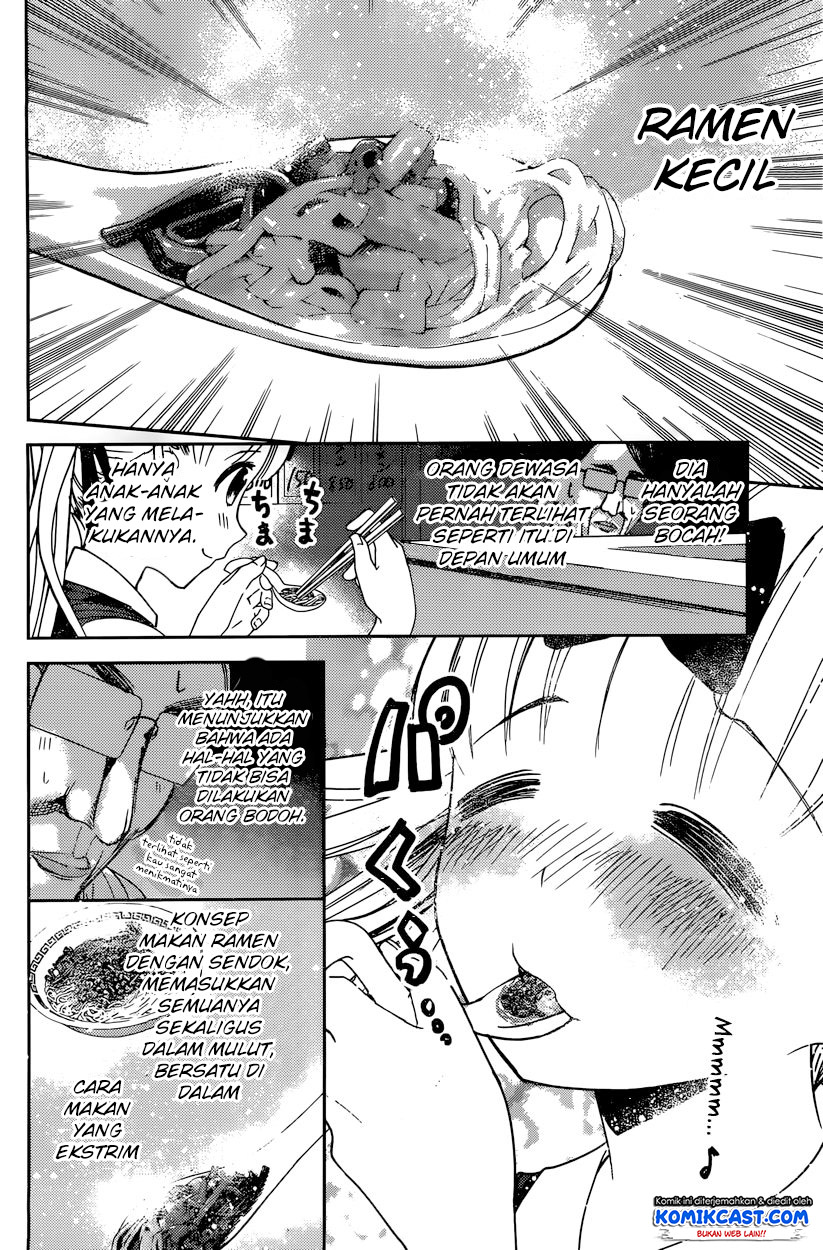 RAMEN
KECIL
DIA
HANYALAH
SEORANG
BOCAH!
ORANG DEWASA
TIDAK AKAN
PERNAH TERLIHAT
SEPERTI ITU DI
DEPAN UMUM
HANYA
ANAK-ANAK
YANG MELA-
KUKANNYA.
ちま
ちま
150
850
600
パクっ...
Mmmmmm...♪
YAHH, ITU
MENUNJUKKAN
BAHWA ADA
HAL-HAL YANG
TIDAK BISA
DILAKUKAN
ORANG BODOH.
tidak
terlihat seperti
kau sangat
menikmatinya
KONSEP
MAKAN RAMEN
DENGAN SENDOK,
MEMASUKKAN
SEMUANYA
SEKALIGUS
DALAM MULUT,
BERSATU DI
DALAM
CARA
MAKAN
YANG
EKSTRIM
Komik ini diterjemahkan & diedit oleh
KOMIKCAST.COM
BUKAN WEB LAIN!!